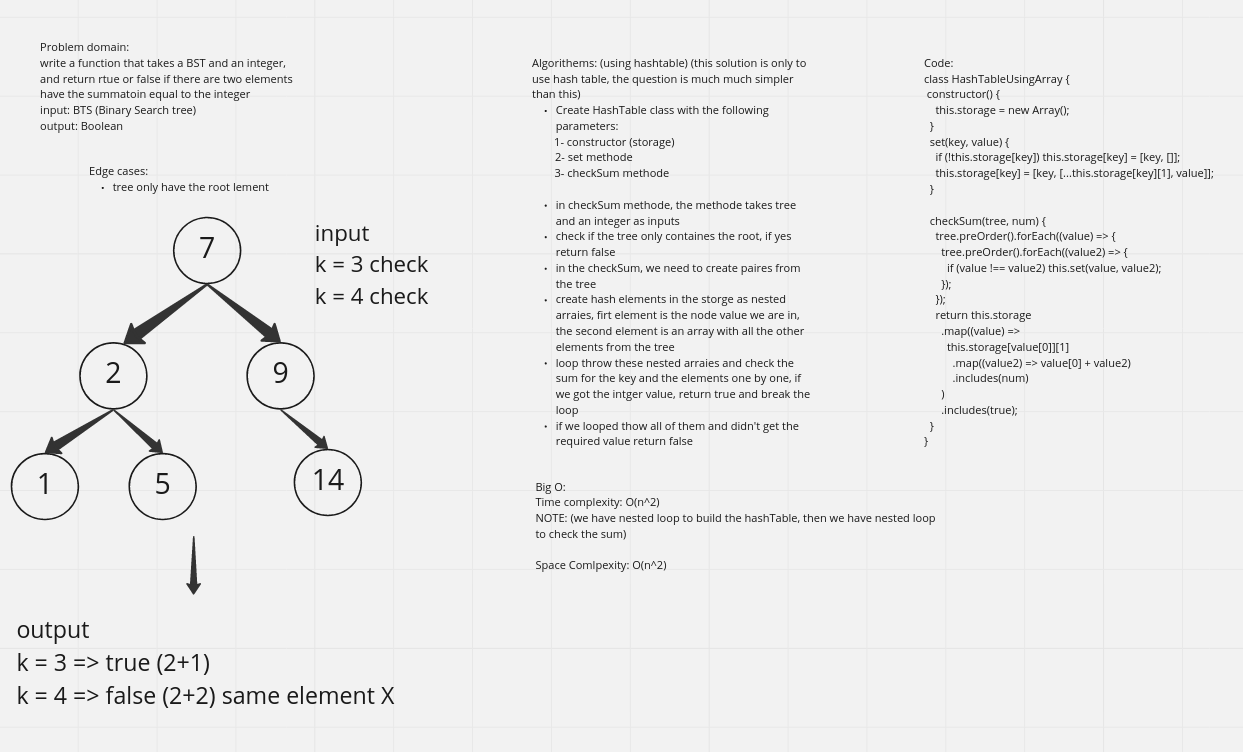 Problem domain:
write a function that takes a BST and an integer,
and return rtue or false if there are two elements
have the summatoin equal to the integer
input: BTS (Binary Search tree)
output: Boolean
Edge cases:
• tree only have the root lement
7
2
9
1
5
14
input
k = 3 check
k = 4 check
output
k = 3 => true (2+1)
k = 4 => false (2+2) same element X
Algorithems: (using hashtable) (this solution is only to
use hash table, the question is much much simpler
than this)
• Create HashTable class with the following
parameters:
1- constructor (storage)
2- set methode
3- checkSum methode
• in checkSum methode, the methode takes tree
and an integer as inputs
• check if the tree only containes the root, if yes
return false
• in the checkSum, we need to create paires from
the tree
• create hash elements in the storge as nested
arraies, firt element is the node value we are in,
the second element is an array with all the other
elements from the tree
• loop throw these nested arraies and check the
sum for the key and the elements one by one, if
we got the intger value, return true and break the
loop
• if we looped thow all of them and didn't get the
required value return false
Big O:
Time complexity: O(n^2)
NOTE: (we have nested loop to build the hashTable, then we have nested loop
to check the sum)
Space Comlpexity: O(n^2)
Code:
class HashTableUsingArray {
constructor() {
this.storage = new Array();
}
set(key, value) {
if (!this.storage[key]) this.storage[key] = [key, []];
this.storage[key] = [key, [...this.storage[key][1], value]];
}
checkSum(tree, num) {
tree.preOrder().forEach((value) => {
tree.preOrder().forEach((value2) => {
if (value !== value2) this.set(value, value2);
});
});
return this.storage
.map((value) =>
this.storage[value[0]][1]
.map((value2) => value[0] + value2)
.includes(num)
)
.includes(true);
}
}